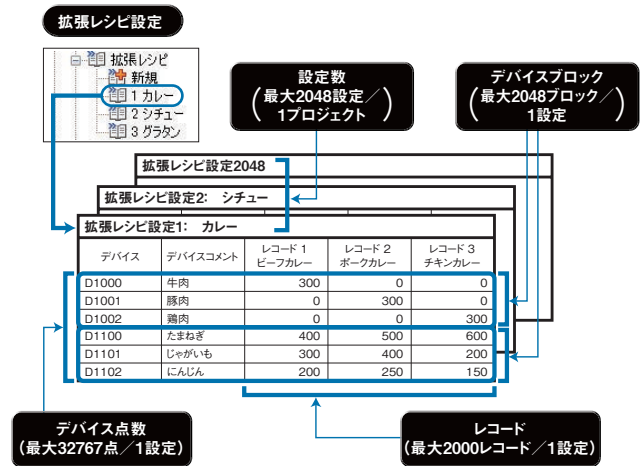 拡張レシピ設定
拡張レシピ
新規
1 カレー
2 シチュー
3 グラタン
設定数
(最大2048設定/
1プロジェクト)
デバイスブロック
(最大2048ブロック/
1設定)
拡張レシピ設定2048
拡張レシピ設定2: シチュー
拡張レシピ設定1: カレー
デバイス デバイスコメント レコード 1 ビーフカレー レコード 2 ポークカレー レコード 3 チキンカレー
D1000 牛肉 300 0 0
D1001 豚肉 0 300 0
D1002 鶏肉 0 0 300
D1100 たまねぎ 400 500 600
D1101 じゃがいも 300 400 200
D1102 にんじん 200 250 150
デバイス点数
(最大32767点/1設定)
レコード
(最大2000レコード/1設定)